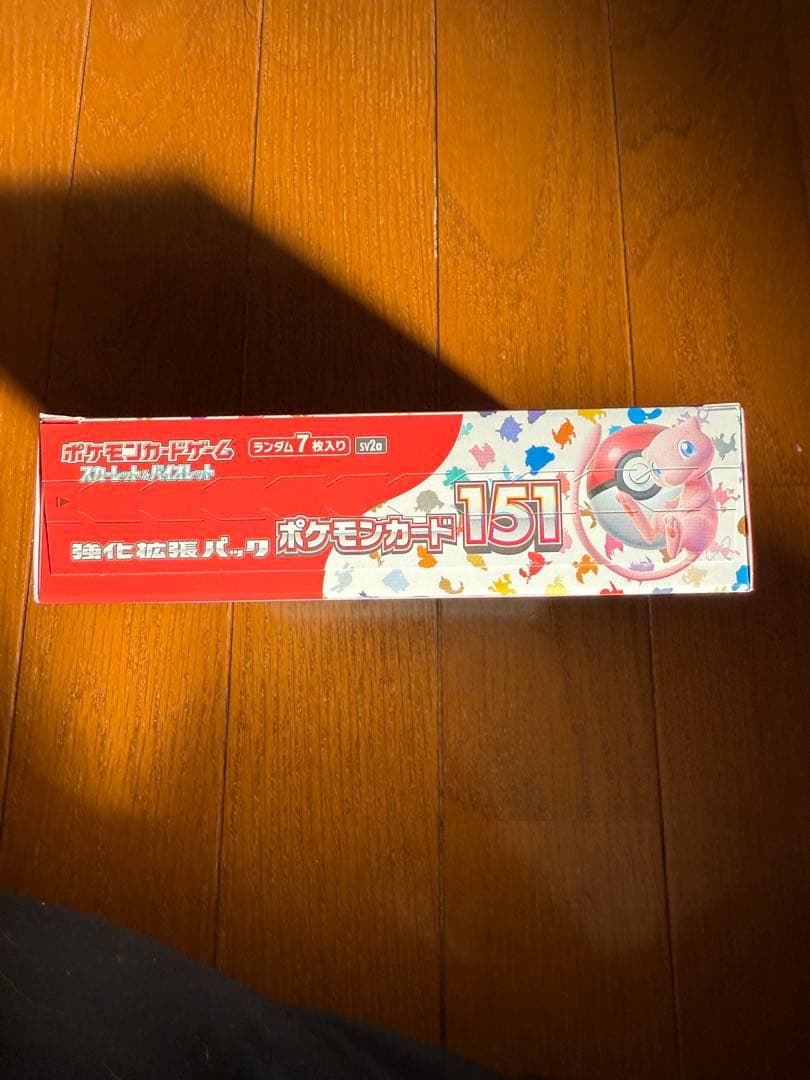 ポケモンカードゲーム
スカーレット&バイオレット
ランダム7枚入り
sv2a
強化拡張パック
ポケモンカード151